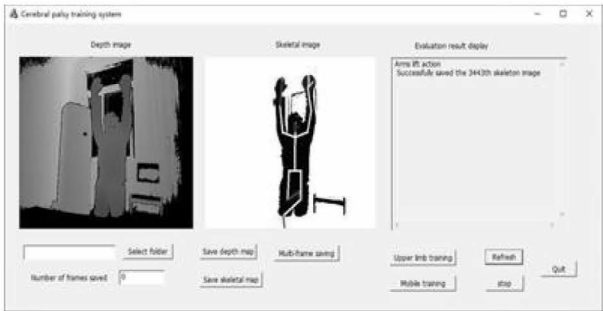 Cerebral palsy training system
Depth image
Skeletal image
Evaluation result display
Arms lift action
Successfully saved the 3443th skeleton image
Select folder
Save depth map
Multi-frame saving
Upper limb training
Refresh
Quit
Number of frames saved
0
Save skeletal map
Mobile training
stop